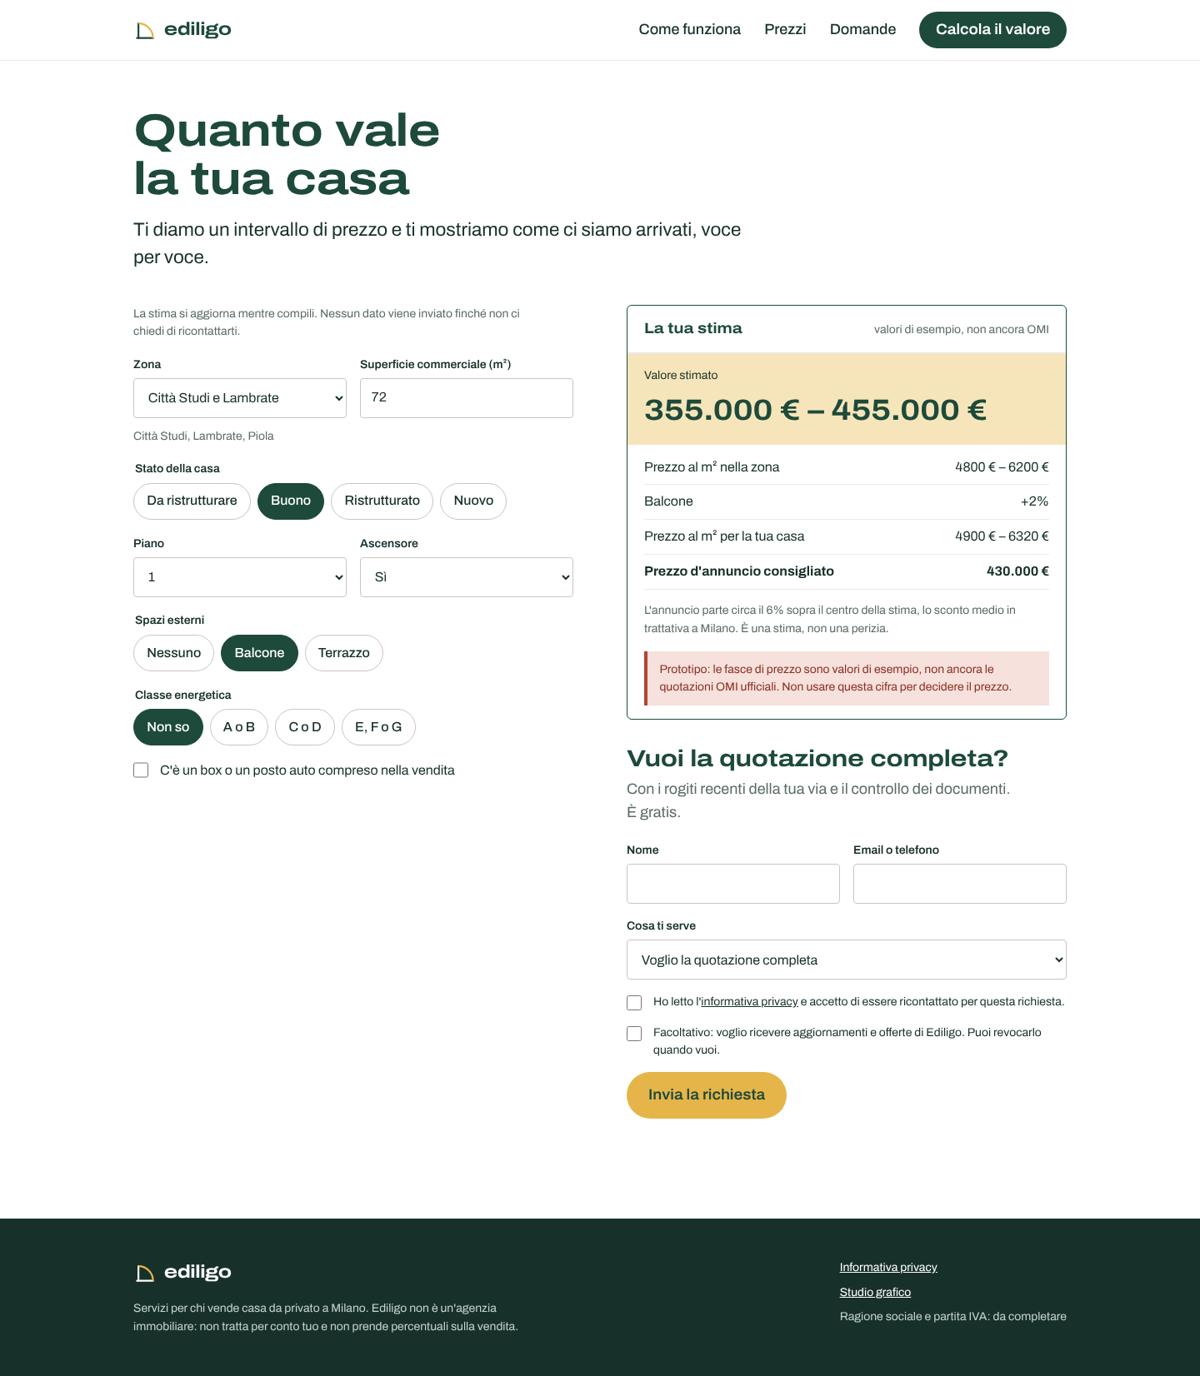 ediligo
Come funziona
Prezzi
Domande
Calcola il valore
Quanto vale
la tua casa
Ti diamo un intervallo di prezzo e ti mostriamo come ci siamo arrivati, voce
per voce.
La stima si aggiorna mentre compili. Nessun dato viene inviato finché non ci
chiedi di ricontattarti.
Zona
Superficie commerciale (m²)
Città Studi e Lambrate
72
Città Studi, Lambrate, Piola
Stato della casa
Da ristrutturare
Buono
Ristrutturato
Nuovo
Piano
Ascensore
1
Sì
Spazi esterni
Nessuno
Balcone
Terrazzo
Classe energetica
Non so
A o B
C o D
E, F o G
C'è un box o un posto auto compreso nella vendita
La tua stima
valori di esempio, non ancora OMI
Valore stimato
355.000 € – 455.000 €
Prezzo al m² nella zona
4800 € – 6200 €
Balcone
+2%
Prezzo al m² per la tua casa
4900 € – 6320 €
Prezzo d'annuncio consigliato
430.000 €
L'annuncio parte circa il 6% sopra il centro della stima, lo sconto medio in
trattativa a Milano. È una stima, non una perizia.
Prototipo: le fasce di prezzo sono valori di esempio, non ancora le
quotazioni OMI ufficiali. Non usare questa cifra per decidere il prezzo.
Vuoi la quotazione completa?
Con i rogiti recenti della tua via e il controllo dei documenti.
È gratis.
Nome
Email o telefono
Cosa ti serve
Voglio la quotazione completa
Ho letto l'informativa privacy e accetto di essere ricontattato per questa richiesta.
Facoltativo: voglio ricevere aggiornamenti e offerte di Ediligo. Puoi revocarlo
quando vuoi.
Invia la richiesta
ediligo
Servizi per chi vende casa da privato a Milano. Ediligo non è un'agenzia
immobiliare: non tratta per conto tuo e non prende percentuali sulla vendita.
Informativa privacy
Studio grafico
Ragione sociale e partita IVA: da completare